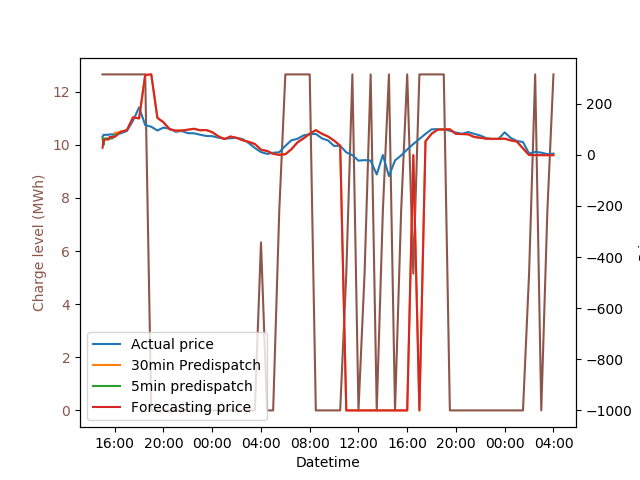 12
10
8
6
4
2
0
Charge level (MWh)
200
0
−200
−400
−600
−800
−1000
Actual price
30min Predispatch
5min predispatch
Forecasting price
16:00 20:00 00:00 04:00 08:00 12:00 16:00 20:00 00:00 04:00
Datetime